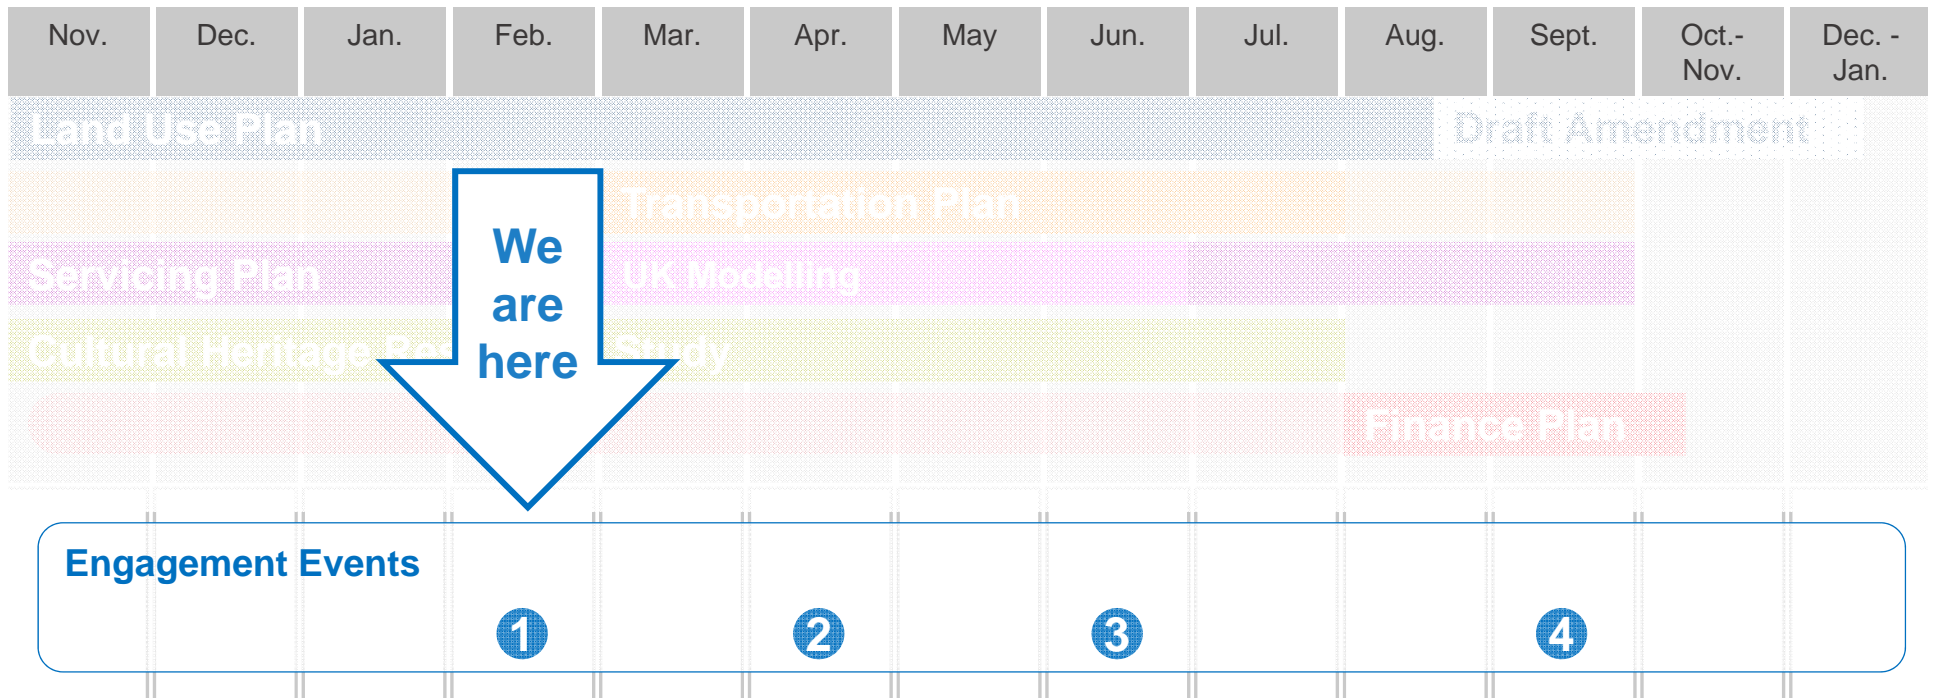 Nov. Dec. Jan. Feb. Mar. Apr. May Jun. Jul. Aug. Sept. Oct.- Dec. -
Nov. Jan.
Land Use Plan Draft Amendment
Transportation Plan
Servicing Plan UK Modelling
Cultural Heritage Study
Finance Plan
We
are
here
Engagement Events
1 2 3 4